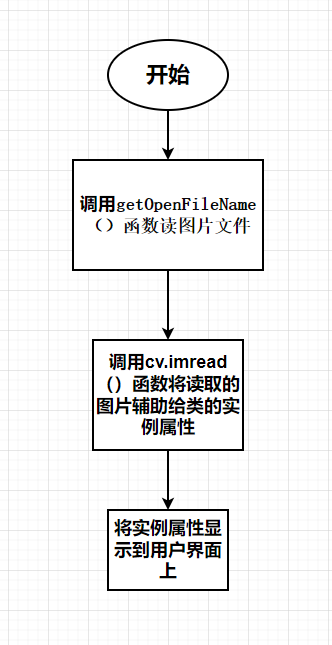 开始
调用getOpenFileName
（）函数读图片文件
调用cv.imread
（）函数将读取的
图片辅助给类的实
例属性
将实例属性显
示到用户界面
上